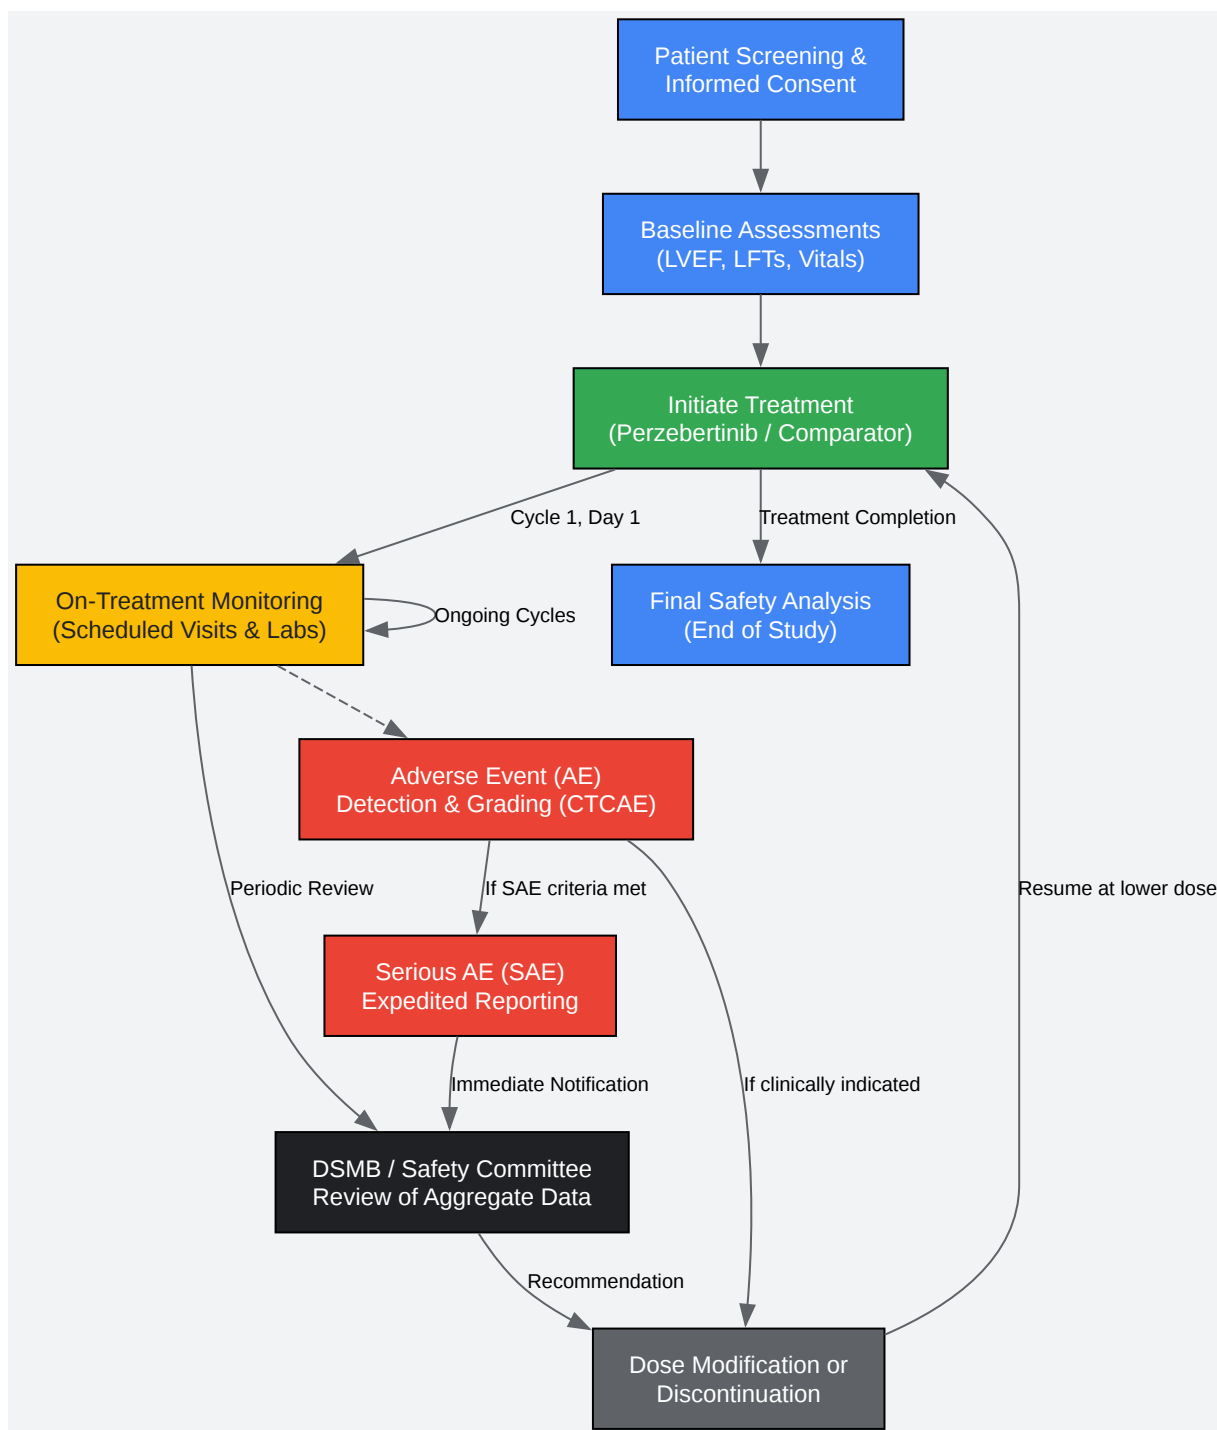 Patient Screening &
Informed Consent
Baseline Assessments
(LVEF, LFTs, Vitals)
Initiate Treatment
(Perzebertinib / Comparator)
Cycle 1, Day 1
Treatment Completion
On-Treatment Monitoring
(Scheduled Visits & Labs)
Ongoing Cycles
Final Safety Analysis
(End of Study)
Adverse Event (AE)
Detection & Grading (CTCAE)
Periodic Review
If SAE criteria met
Resume at lower dose
Serious AE (SAE)
Expedited Reporting
Immediate Notification
If clinically indicated
DSMB / Safety Committee
Review of Aggregate Data
Recommendation
Dose Modification or
Discontinuation